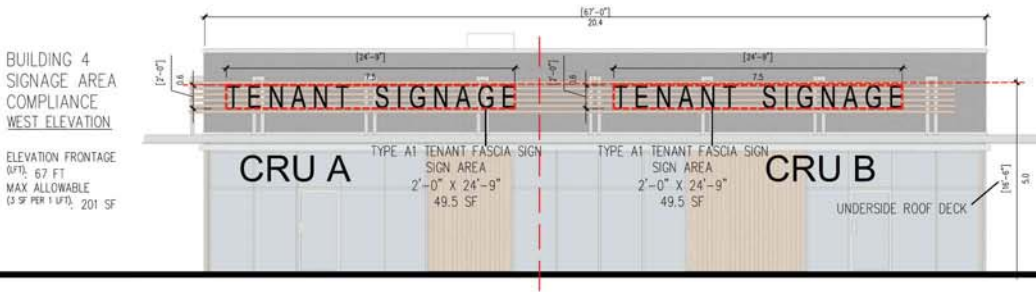 [67'-0"]
20.4
BUILDING 4
SIGNAGE AREA
COMPLIANCE
WEST ELEVATION
ELEVATION FRONTAGE
(LFT): 67 FT
MAX ALLOWABLE
(3 SF PER 1 LFT): 201 SF
[24'-9"]
7.5
[2'-0"]
0.6
TENANT SIGNAGE
[24'-9"]
7.5
[2'-0"]
0.6
TENANT SIGNAGE
CRU A
TYPE A1 TENANT FASCIA SIGN
SIGN AREA
2'-0" X 24'-9"
49.5 SF
TYPE A1 TENANT FASCIA SIGN
SIGN AREA
2'-0" X 24'-9"
49.5 SF
CRU B
UNDERSIDE ROOF DECK
[16'-6"]
5.0